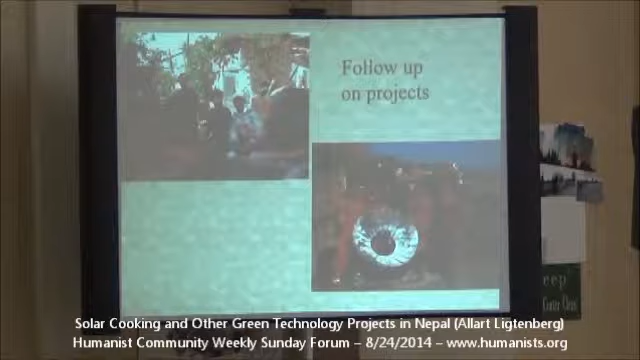 Follow up
on projects
eep
Solar Cooking and Other Green Technology Projects in Nepal (Allart Ligtenberg)
Humanist Community Weekly Sunday Forum – 8/24/2014 – www.humanists.org